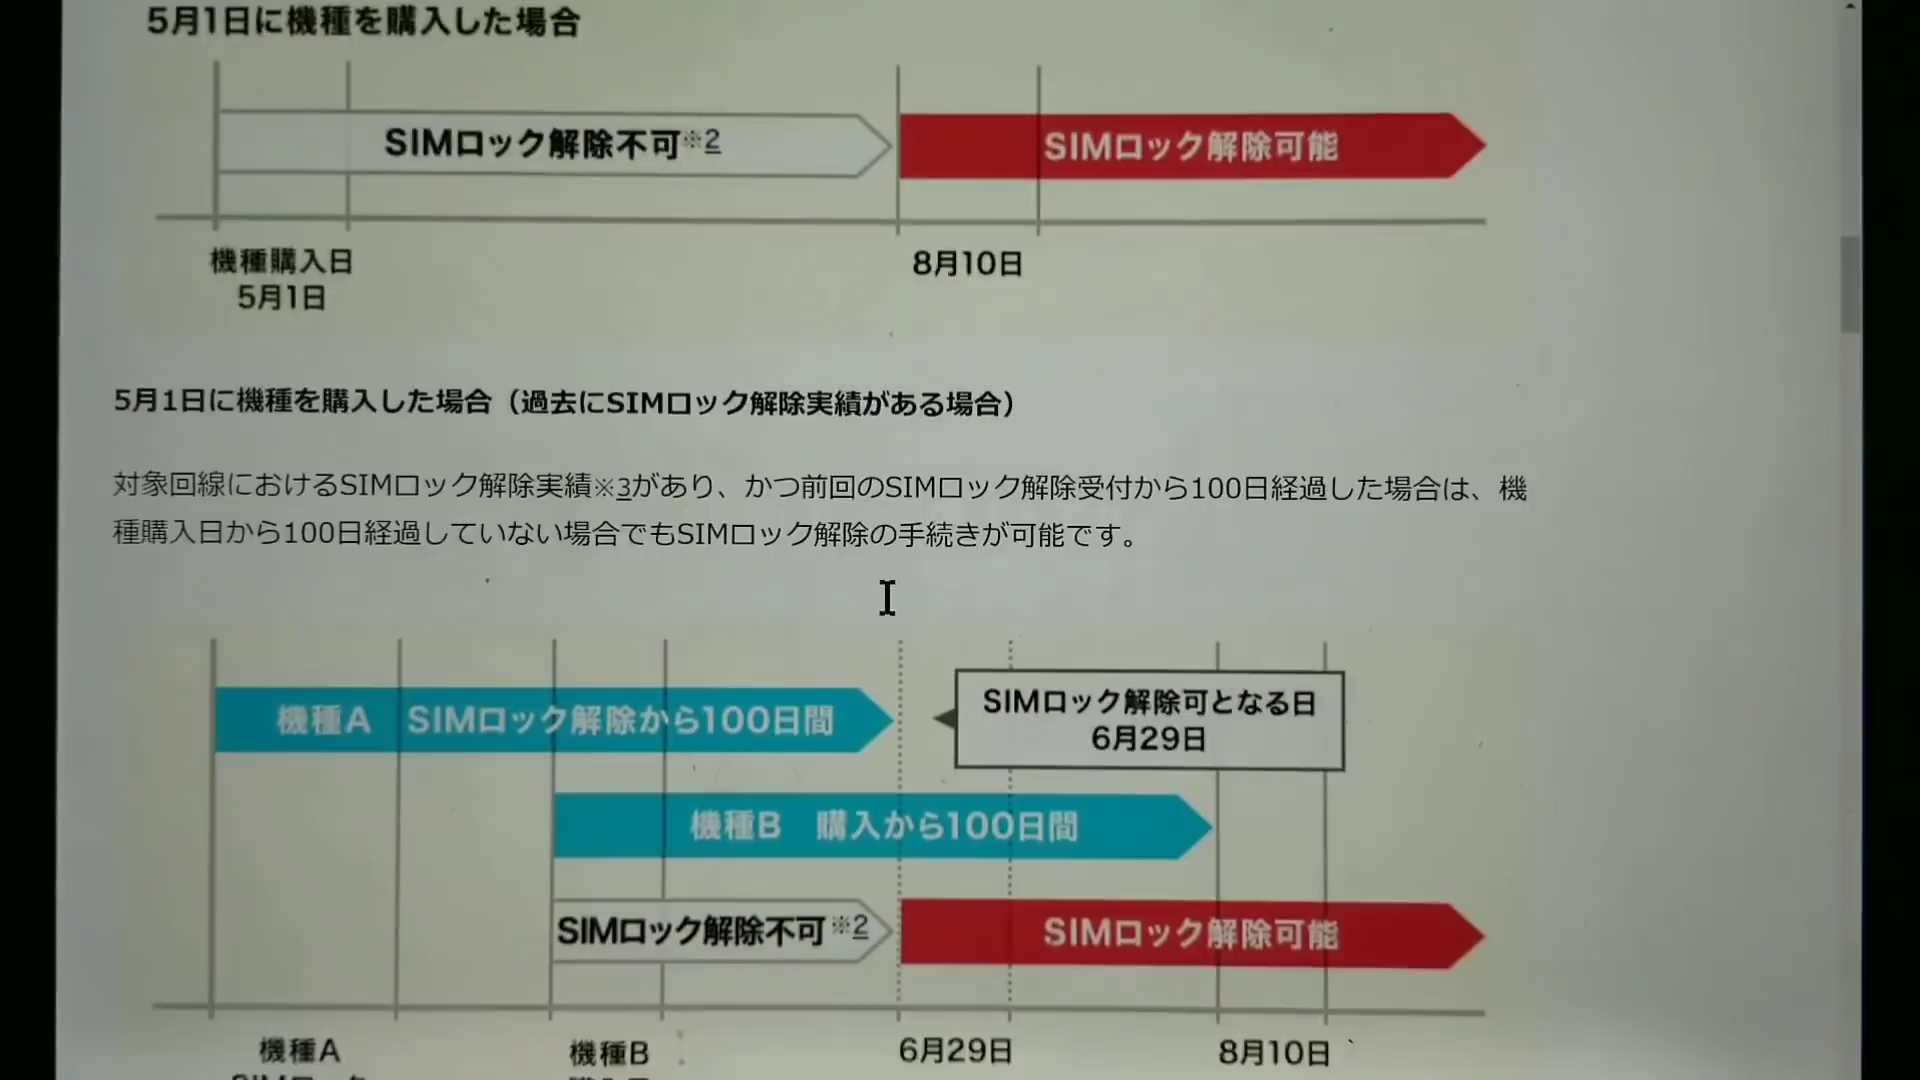 5月1日に機種を購入した場合
SIMロック解除不可※2
SIMロック解除可能
機種購入日
5月1日
8月10日
5月1日に機種を購入した場合（過去にSIMロック解除実績がある場合）
対象回線におけるSIMロック解除実績※3があり、かつ前回のSIMロック解除受付から100日経過した場合は、機
種購入日から100日経過していない場合でもSIMロック解除の手続きが可能です。
機種A SIMロック解除から100日間
SIMロック解除可となる日
6月29日
機種B 購入から100日間
SIMロック解除不可※2
SIMロック解除可能
機種A
機種B
6月29日
8月10日